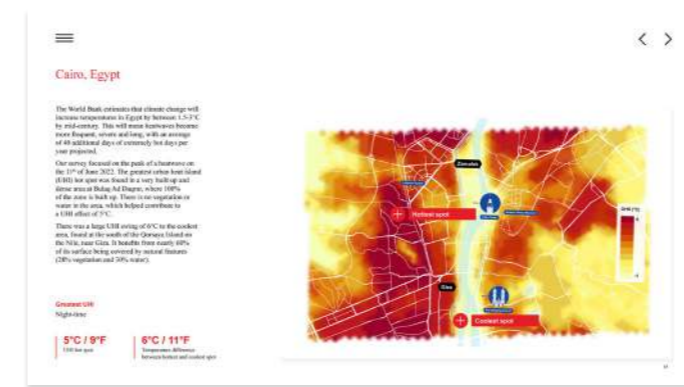 Cairo, Egypt
The World Bank estimates that climate change will
increase temperatures in Egypt by between 1.5-3°C
by mid-century. This will mean heatwaves become
more frequent, severe and long, with an average
of 40 additional days of extremely hot days per
year projected.
Our survey focused on the peak of a heatwave on
the 11th of June 2022. The greatest urban heat island
(UHI) hot spot was found in a very built up and
dense area at Bulaq Ad Daqrur, where 100%
of the zone is built up. There is no vegetation or
water in the area, which helped contribute to
a UHI effect of 5°C.
There was a large UHI swing of 6°C to the coolest
area, found at the south of the Qorsaya Island on
the Nile, near Giza. It benefits from nearly 60%
of its surface being covered by natural features
(28% vegetation and 30% water).
Greatest UHI
Night-time
5°C / 9°F
UHI hot spot
6°C / 11°F
Temperature difference
between hottest and coolest spot
Zamalek
Hottest spot
Giza
Coolest spot